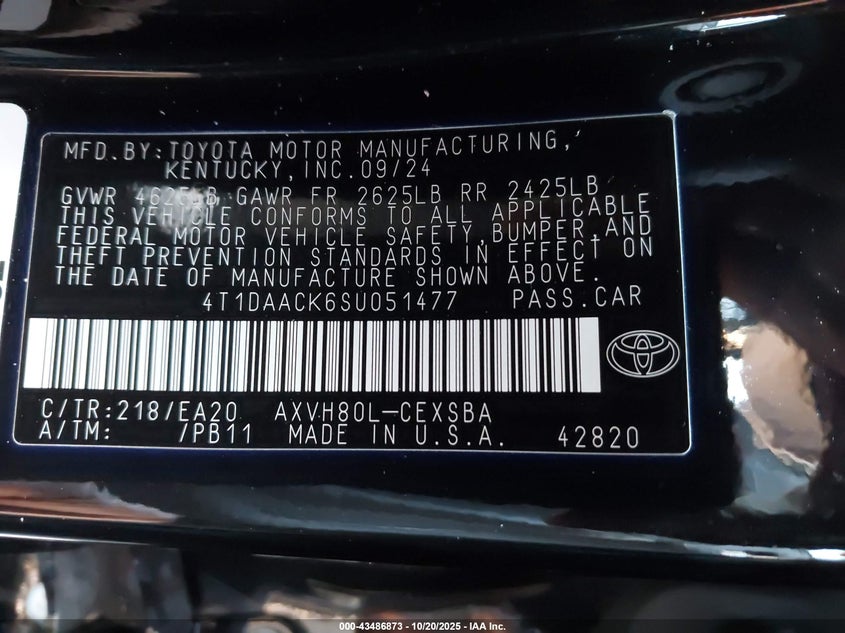 MFD.BY:TOYOTA MOTOR MANUFACTURING,
KENTUCKY,INC.09/24
GVWR 4625LB GAWR FR 2625LB RR 2425LB
THIS VEHICLE CONFORMS TO ALL APPLICABLE
FEDERAL MOTOR VEHICLE SAFETY,BUMPER,AND
THEFT PREVENTION STANDARDS IN EFFECT ON
THE DATE OF MANUFACTURE SHOWN ABOVE.
4T1DAACK6SU051477 PASS.CAR
C/TR:218/EA20 AXVH80L-CEXSBA
A/TM: /PB11 MADE IN U.S.A. 42820
000-43486873 - 10/20/2025 - IAA Inc.